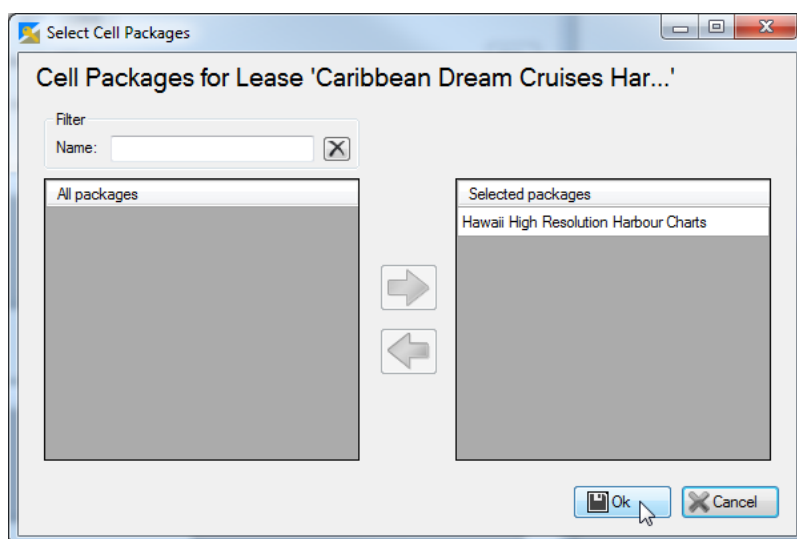 Select Cell Packages
Cell Packages for Lease 'Caribbean Dream Cruises Har...'
Filter
Name:
All packages
Selected packages
Hawaii High Resolution Harbour Charts
Ok
Cancel